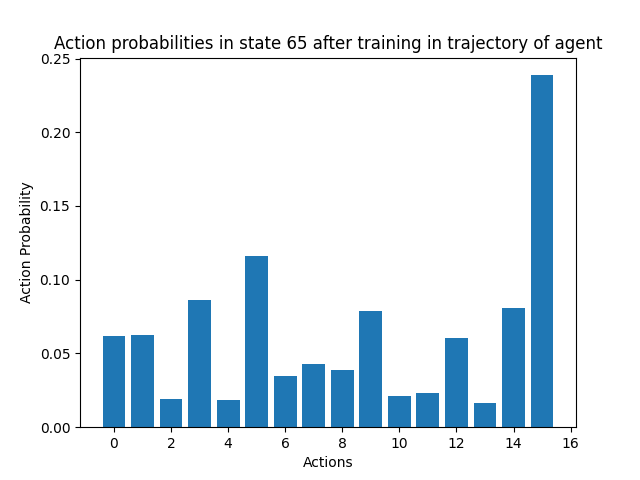 Action probabilities in state 65 after training in trajectory of agent
0.25
0.20
0.15
0.10
0.05
0.00
Action Probability
0 2 4 6 8 10 12 14 16
Actions